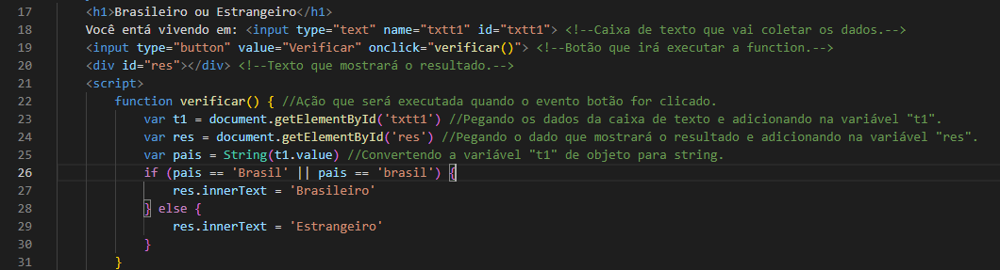 17 <h1>Brasileiro ou Estrangeiro</h1>
18 Você entá vivendo em: <input type="text" name="txtt1" id="txtt1"> <!--Caixa de texto que vai coletar os dados.-->
19 <input type="button" value="Verificar" onclick="verificar()"> <!--Botão que irá executar a function.-->
20 <div id="res"></div> <!--Texto que mostrará o resultado.-->
21 <script>
22 function verificar() { //Ação que será executada quando o evento botão for clicado.
23 var t1 = document.getElementById('txtt1') //Pegando os dados da caixa de texto e adicionando na variável "t1".
24 var res = document.getElementById('res') //Pegando o dado que mostrará o resultado e adicionando na variável "res".
25 var pais = String(t1.value) //Convertendo a variável "t1" de objeto para string.
26 if (pais == 'Brasil' || pais == 'brasil') {
27 res.innerText = 'Brasileiro'
28 } else {
29 res.innerText = 'Estrangeiro'
30 }
31 }